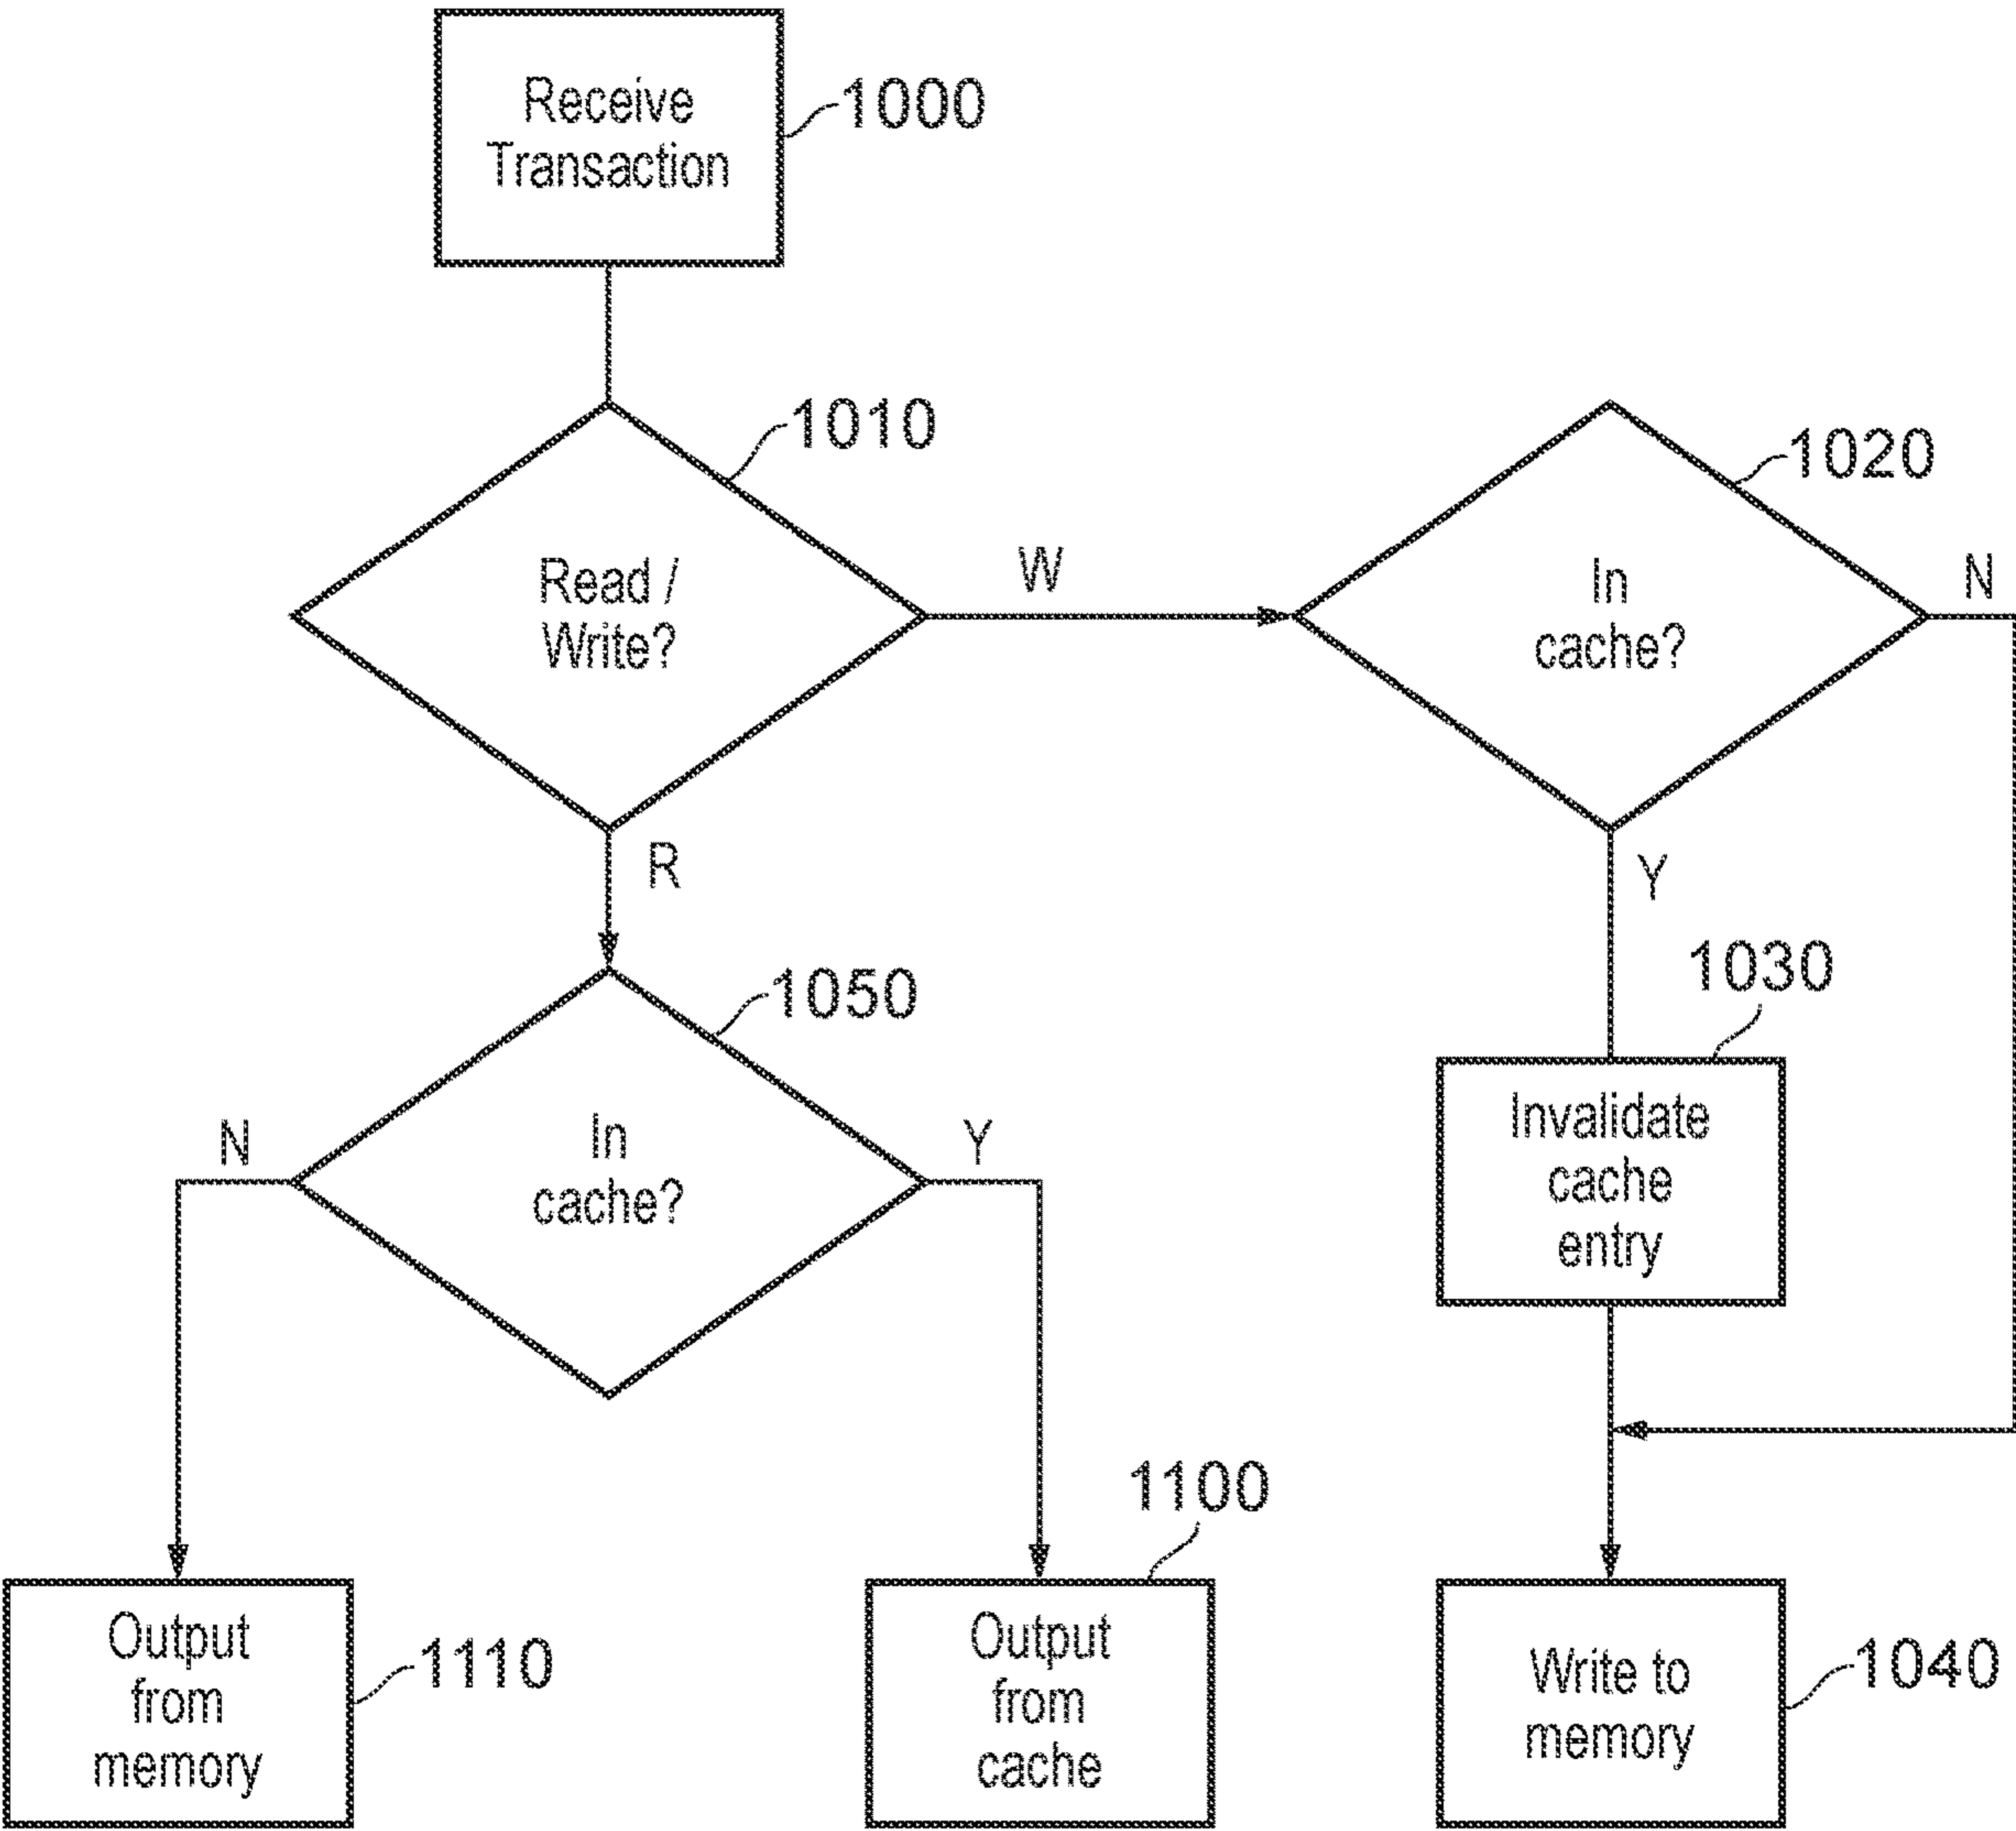 Receive
Transaction
1000
1010
Read /
Write?
W
1020
In
cache?
N
R
Y
1050
1030
In
cache?
N
Y
Invalidate
cache
entry
1100
Output
from
memory
1110
Output
from
cache
Write to
memory
1040